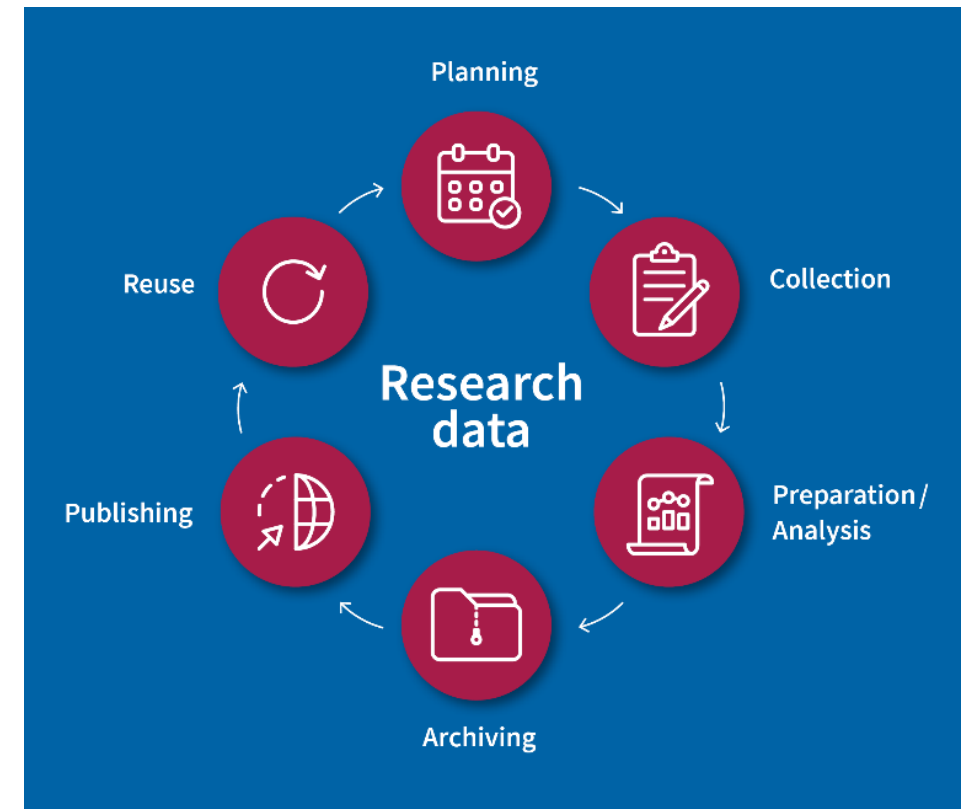 Planning
Collection
Preparation /
Analysis
Archiving
Publishing
Reuse
Research
data